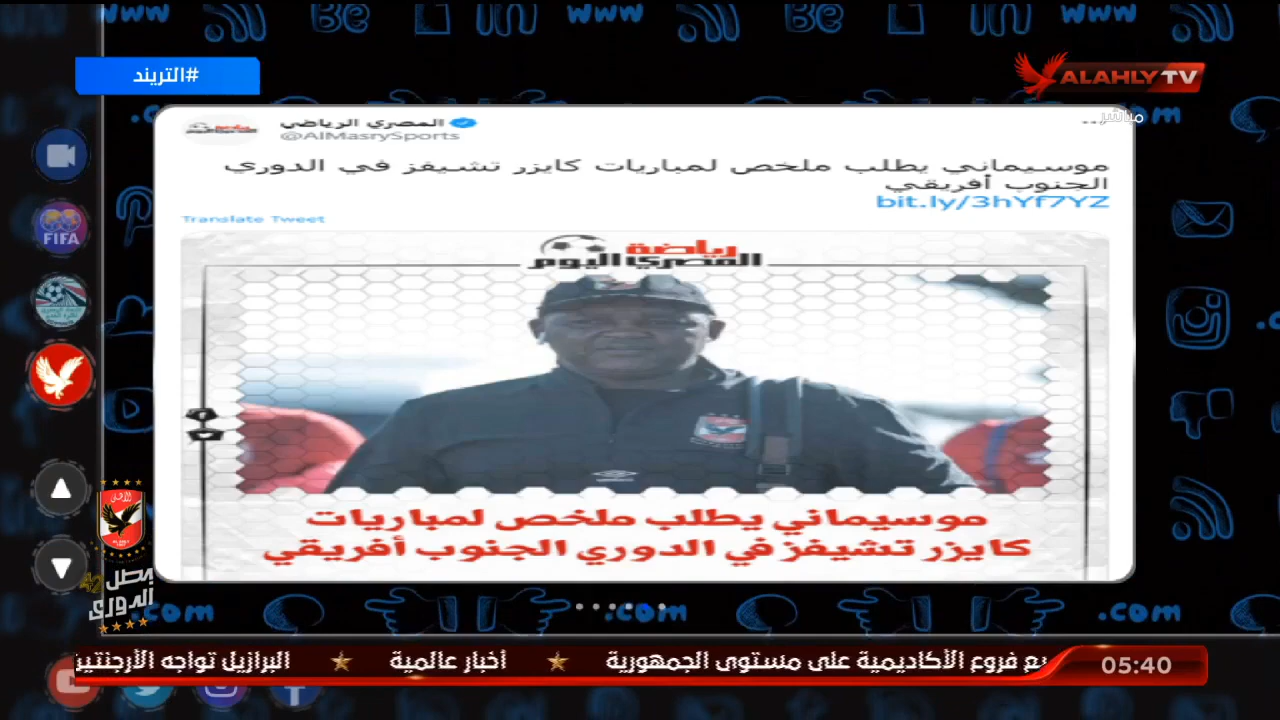 #التريند
ALAHLY TV
مباشر
المصري الرياضي
@AlMasrySports
موسيماني يطلب ملخص لمباريات كايزر تشيفز في الدوري
الجنوب أفريقي
bit.ly/3hYf7YZ
Translate Tweet
رياضة
المصري اليوم
موسيماني يطلب ملخص لمباريات
كايزر تشيفز في الدوري الجنوب أفريقي
FIFA
بطل
الدورى
42
فروع الأكاديمية على مستوى الجمهورية ★ أخبار عالمية ★ البرازيل تواجه الأرجنتين
05:40